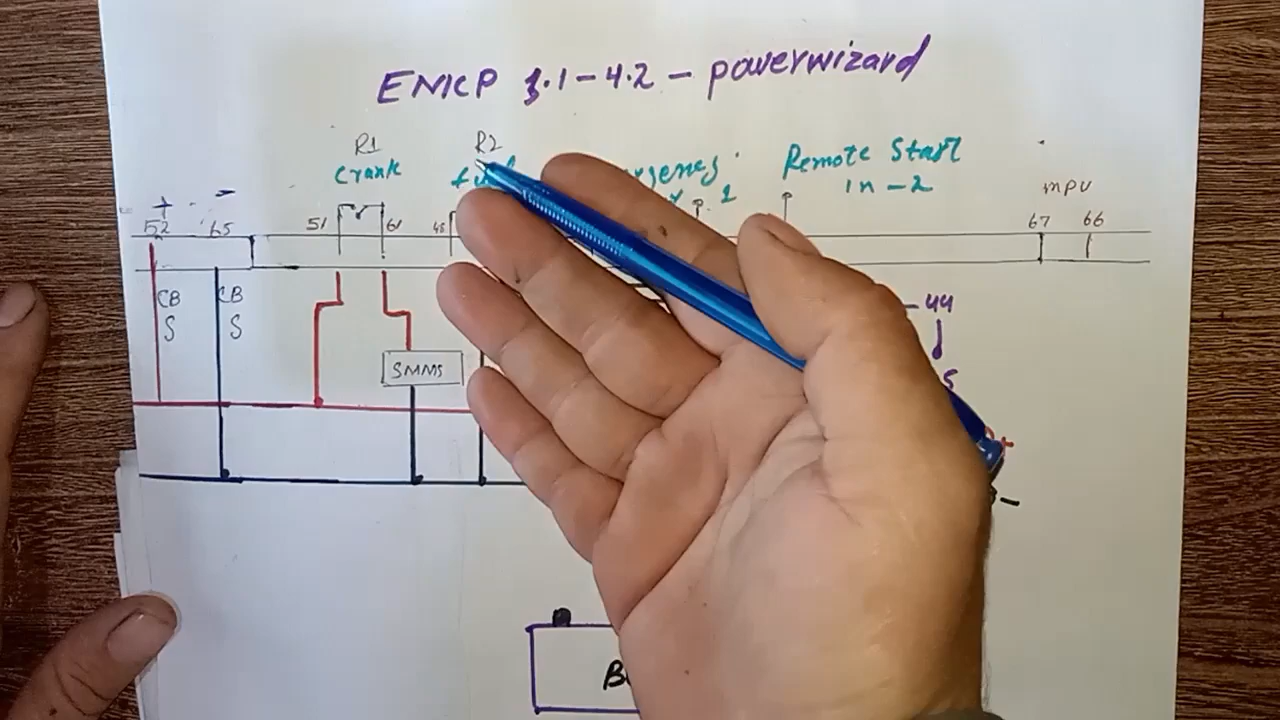 EMCP 3.1-4.2 - powerwizard
R1
R2
Crank
Remote Start
in-2
+
-
52
65
51
61
MPU
67
66
CB
S
CB
S
SMMS
44
S
+
-